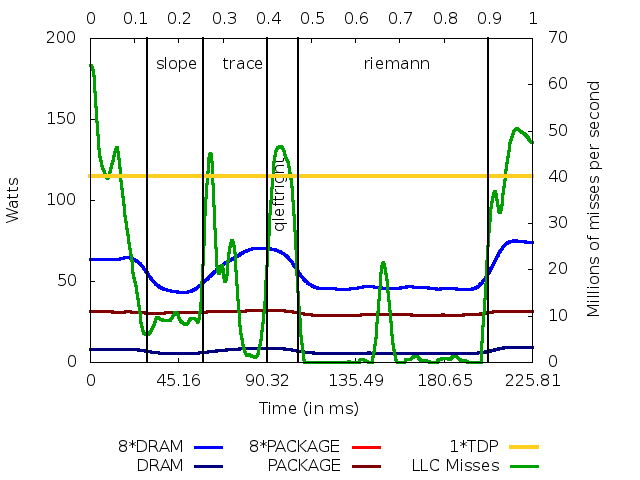 0 0.1 0.2 0.3 0.4 0.5 0.6 0.7 0.8 0.9 1
200 70
slope trace riemann
60
150
50
40
qleftright
100
30
50 20
10
0 0
Watts
Millions of misses per second
0 45.16 90.32 135.49 180.65 225.81
Time (in ms)
8*DRAM 8*PACKAGE 1*TDP
DRAM PACKAGE LLC Misses